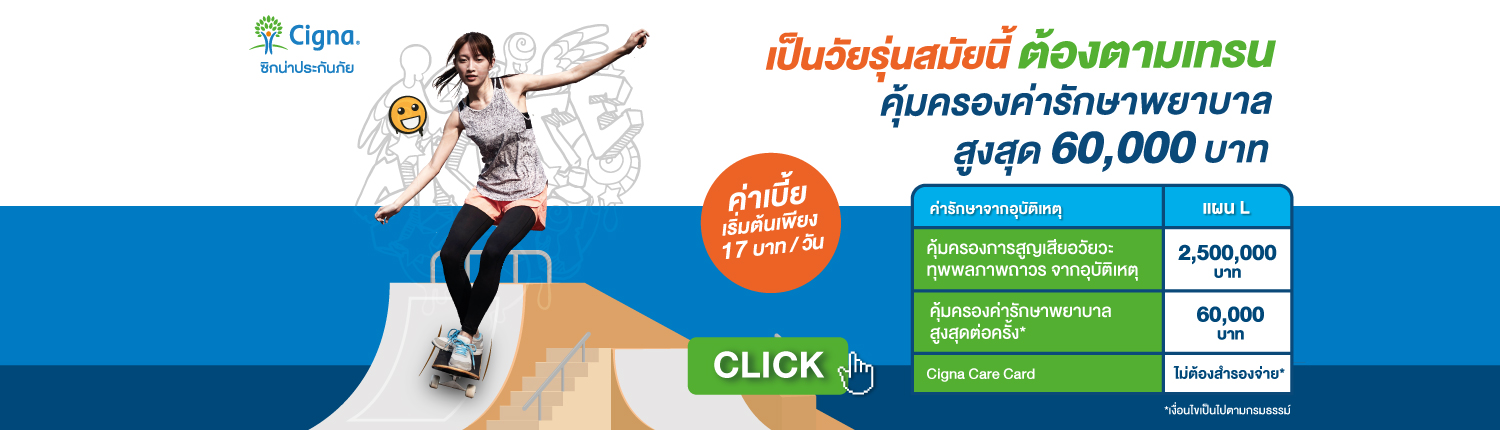 Cigna®
ซิกน่าประกันภัย
เป็นวัยรุ่นสมัยนี้ ต้องตามเทรน
คุ้มครองค่ารักษาพยาบาล
สูงสุด 60,000 บาท
ค่าเบี้ย
เริ่มต้นเพียง
17 บาท / วัน
CLICK
ค่ารักษาจากอุบัติเหตุ แผน L
คุ้มครองการสูญเสียอวัยวะ
ทุพพลภาพถาวร จากอุบัติเหตุ
2,500,000
บาท
คุ้มครองค่ารักษาพยาบาล
สูงสุดต่อครั้ง*
60,000
บาท
Cigna Care Card ไม่ต้องสำรองจ่าย*
*เงื่อนไขเป็นไปตามกรมธรรม์